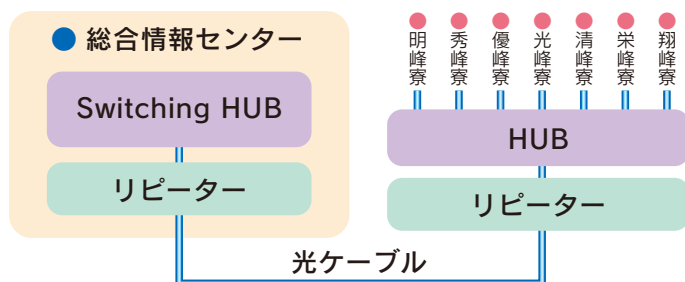 総合情報センター
Switching HUB
リピーター
明峰寮
秀峰寮
優峰寮
光峰寮
清峰寮
栄峰寮
翔峰寮
HUB
リピーター
光ケーブル